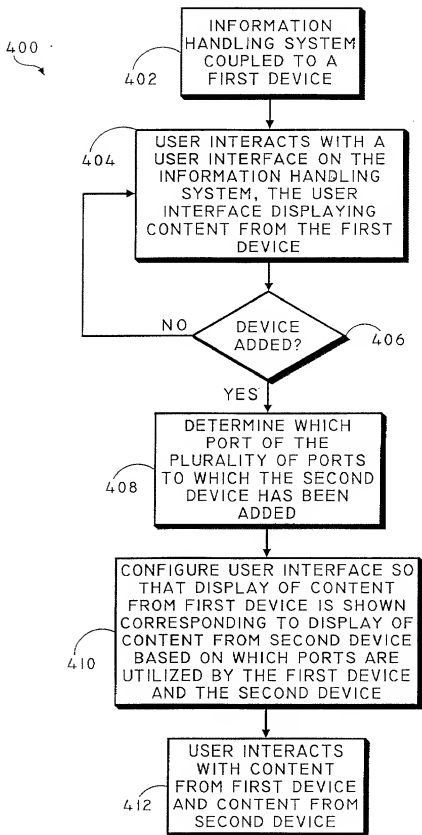 400
INFORMATION
HANDLING SYSTEM
COUPLED TO A
FIRST DEVICE
402
404
USER INTERACTS WITH A
USER INTERFACE ON THE
INFORMATION HANDLING
SYSTEM, THE USER
INTERFACE DISPLAYING
CONTENT FROM THE FIRST
DEVICE
NO
DEVICE
ADDED?
406
YES
DETERMINE WHICH
PORT OF THE
PLURALITY OF PORTS
TO WHICH THE SECOND
DEVICE HAS BEEN
ADDED
408
CONFIGURE USER INTERFACE SO
THAT DISPLAY OF CONTENT
FROM FIRST DEVICE IS SHOWN
CORRESPONDING TO DISPLAY OF
CONTENT FROM SECOND DEVICE
BASED ON WHICH PORTS ARE
UTILIZED BY THE FIRST DEVICE
AND THE SECOND DEVICE
410
USER INTERACTS
WITH CONTENT
FROM FIRST DEVICE
AND CONTENT FROM
SECOND DEVICE
412